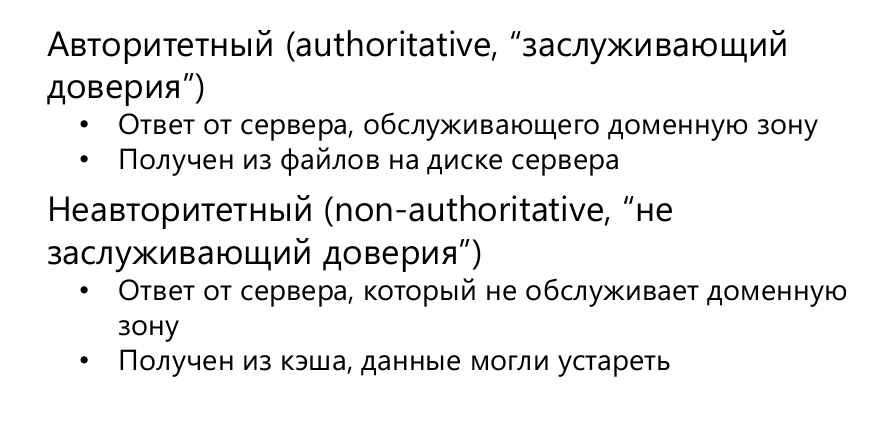 Авторитетный (authoritative, “заслуживающий
доверия”)
• Ответ от сервера, обслуживающего доменную зону
• Получен из файлов на диске сервера
Неавторитетный (non-authoritative, “не
заслуживающий доверия”)
• Ответ от сервера, который не обслуживает доменную
зону
• Получен из кэша, данные могли устареть